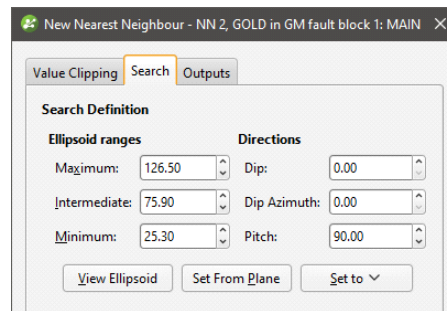 New Nearest Neighbour - NN 2, GOLD in GM fault block 1: MAIN
Value Clipping Search Outputs
Search Definition
Ellipsoid ranges Directions
Maximum: 126.50 Dip: 0.00
Intermediate: 75.90 Dip Azimuth: 0.00
Minimum: 25.30 Pitch: 90.00
View Ellipsoid Set From Plane Set to